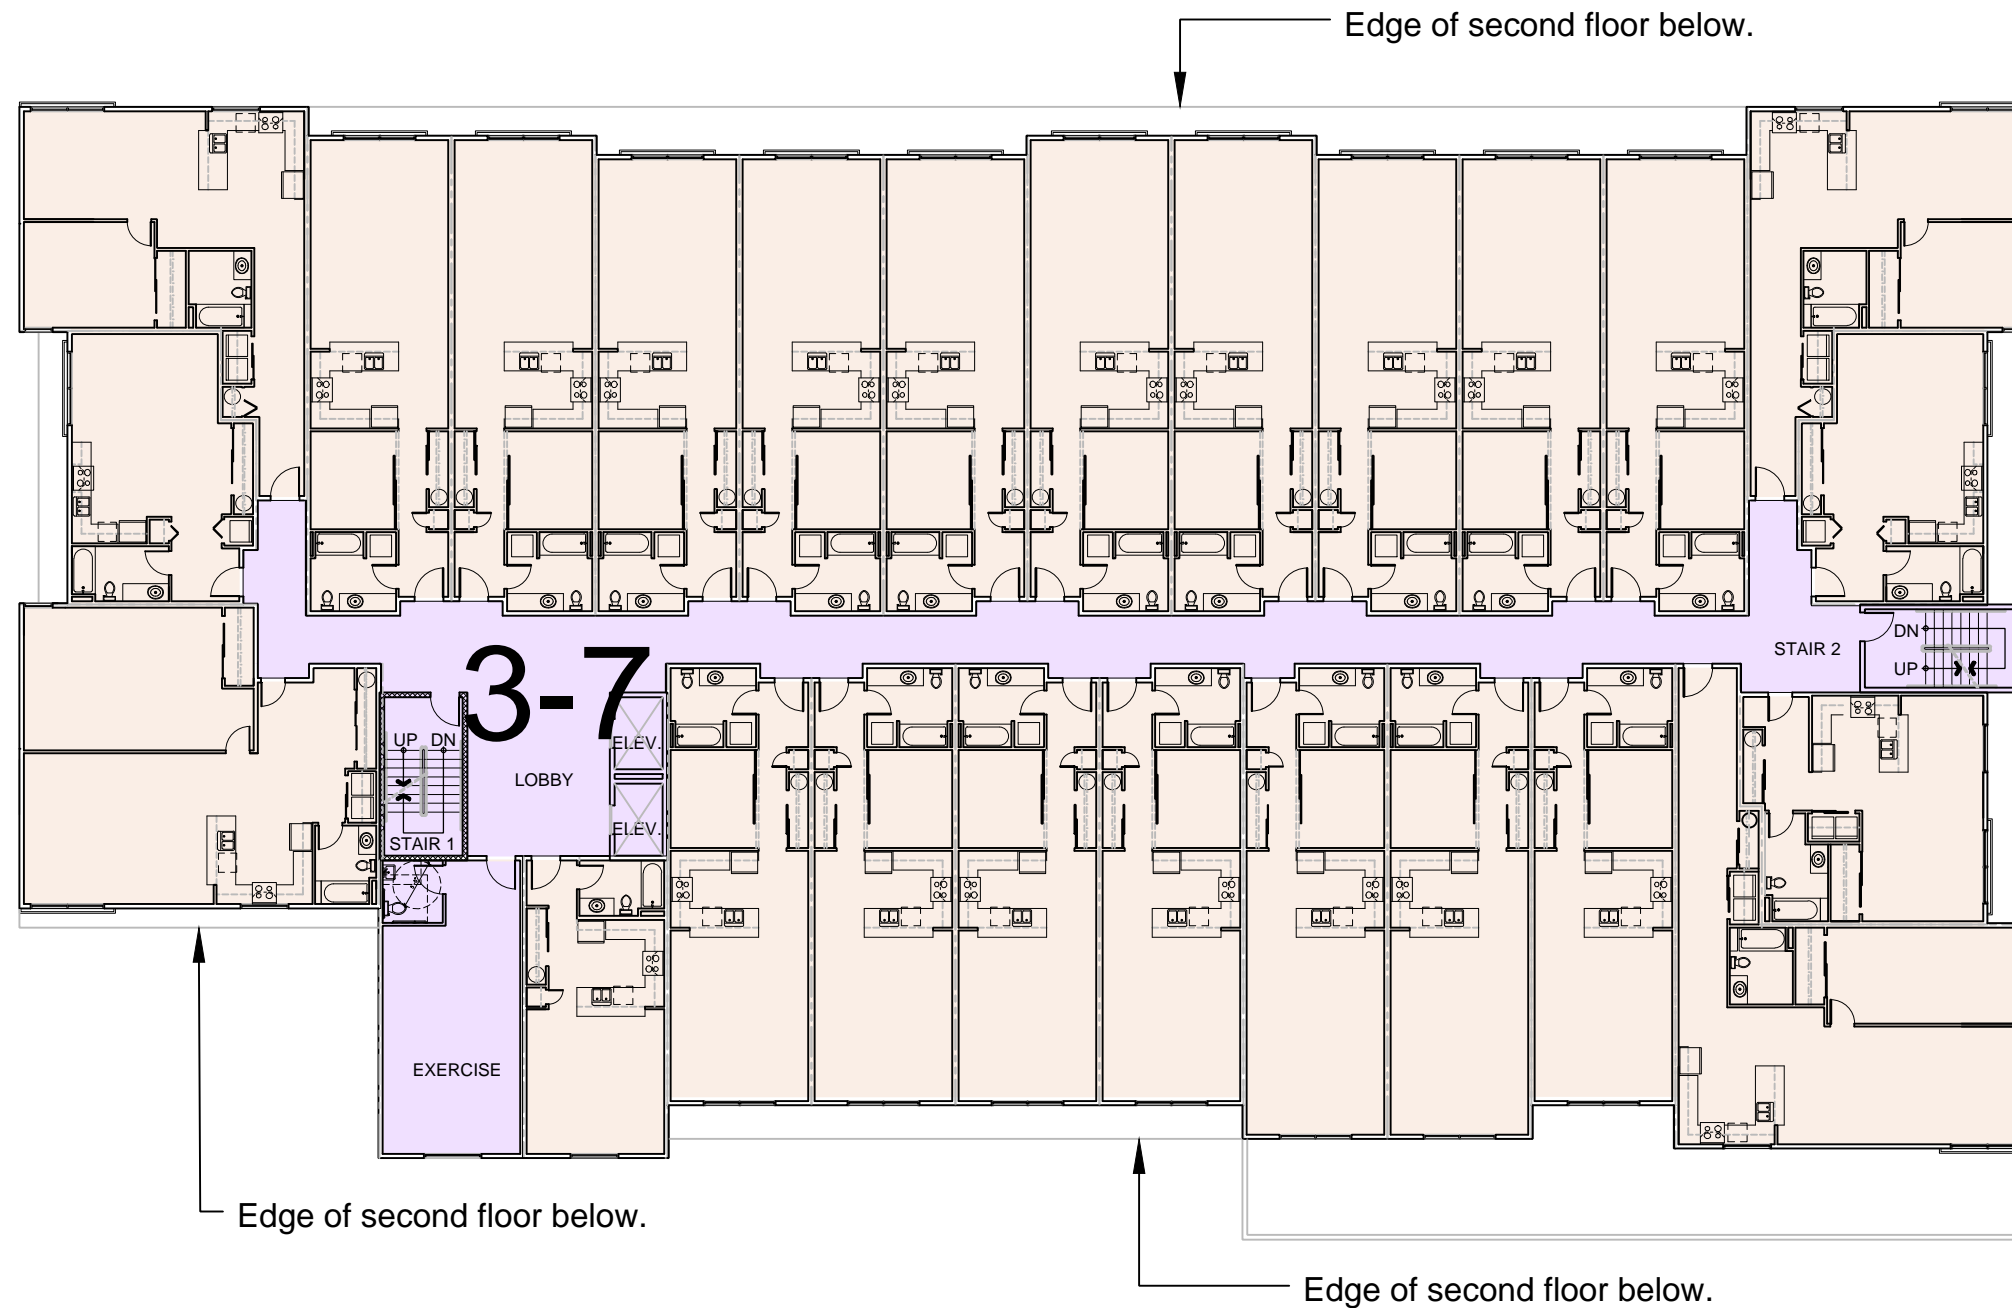 Edge of second floor below.
DN
STAIR 2
UP
3-7
UP DN
ELEV.
LOBBY
ELEV.
STAIR 1
EXERCISE
Edge of second floor below.
Edge of second floor below.